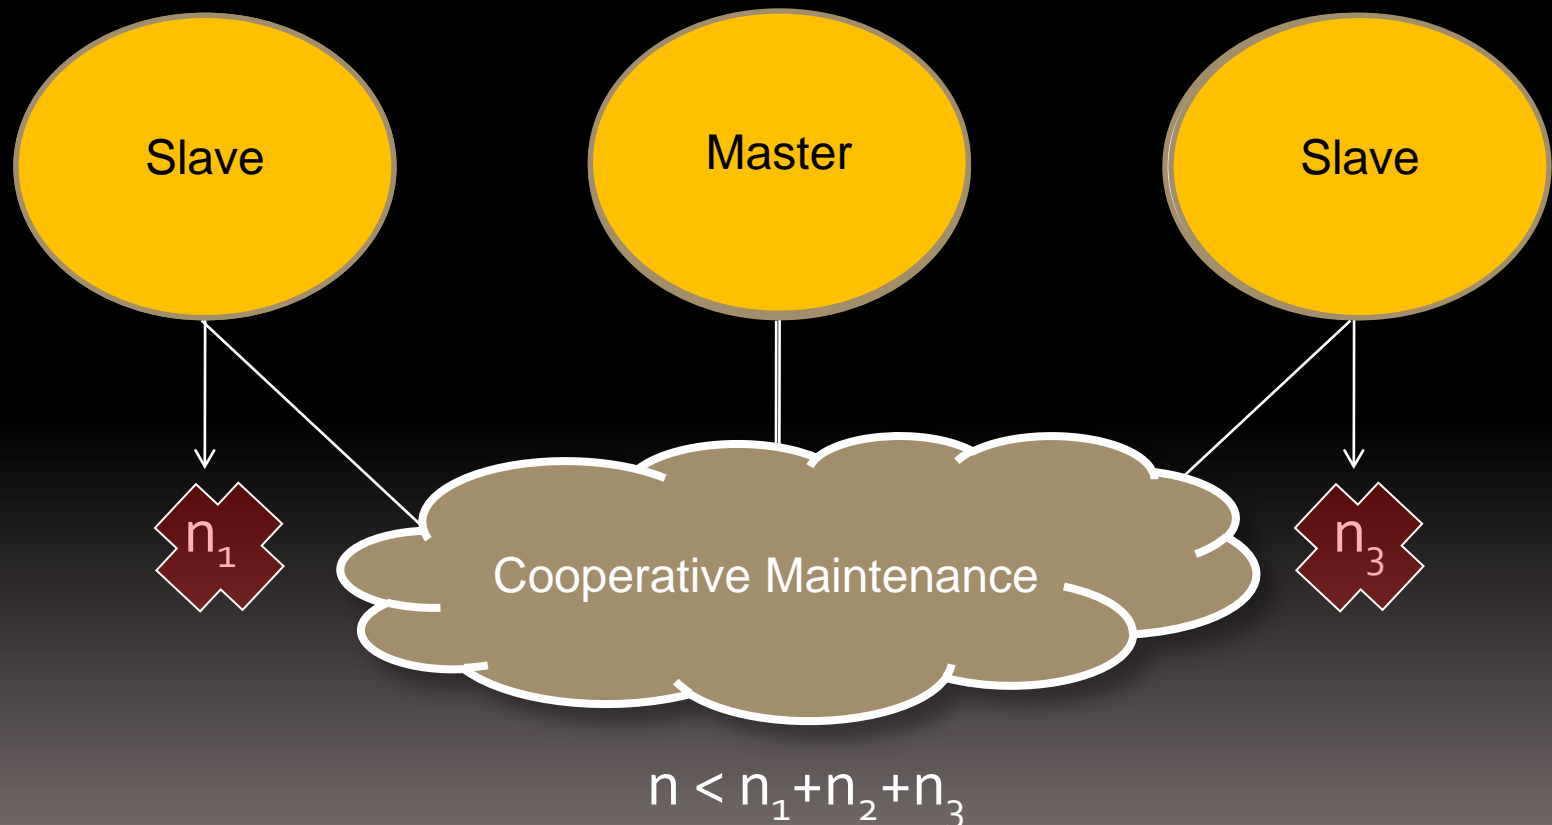 Slave
Master
Slave
n₁
n₃
Cooperative Maintenance
n < n₁+n₂+n₃